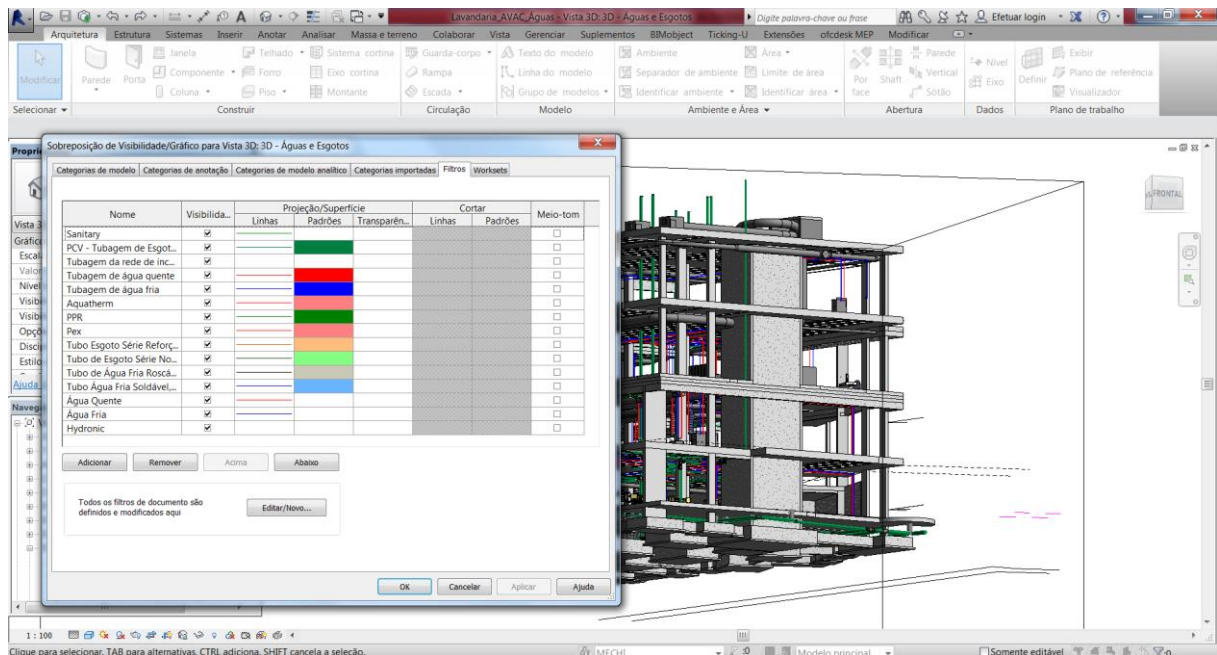 Lavandaria_AVAC_Águas - Vista 3D: 3D - Águas e Esgotos
Digite palavra-chave ou frase
Efetuar login
Arquitetura Estrutura Sistemas Inserir Anotar Analisar Massa e terreno Colaborar Vista Gerenciar Suplementos BIMobject Ticking-U Extensões ofcdesk MEP Modificar
Modificar
Parede
Porta
Janela
Componente
Coluna
Telhado
Forro
Piso
Sistema cortina
Eixo cortina
Montante
Guarda-corpo
Rampa
Escada
Texto do modelo
Linha do modelo
Grupo de modelos
Ambiente
Separador de ambiente
Identificar ambiente
Área
Limite de área
Identificar área
Por face
Shaft
Parede
Vertical
Sótão
Nível
Eixo
Definir
Exibir
Plano de referência
Visualizador
Selecionar Construir Circulação Modelo Ambiente e Área Abertura Dados Plano de trabalho
Sobreposição de Visibilidade/Gráfico para Vista 3D: 3D - Águas e Esgotos
Categorias de modelo Categorias de anotação Categorias de modelo analítico Categorias importadas Filtros Worksets
Nome Visibilida... Projeção/Superfície Cortar Meio-tom
Linhas Padrões Transparên... Linhas Padrões
Sanitary
PCV - Tubagem de Esgot...
Tubagem da rede de inc...
Tubagem de água quente
Tubagem de água fria
Aquatherm
PPR
Pex
Tubo Esgoto Série Reforç...
Tubo de Esgoto Série No...
Tubo de Água Fria Roscá...
Tubo Água Fria Soldável,...
Água Quente
Água Fria
Hydronic
Adicionar Remover Acima Abaixo
Todos os filtros de documento são
definidos e modificados aqui
Editar/Novo...
OK Cancelar Aplicar Ajuda
Vista 3
Ajuda
FRONTAL
1 : 100
Clique para selecionar, TAB para alternativas, CTRL adiciona, SHIFT cancela a seleção.
MECH1
:0
Modelo principal
Somente editável
:0